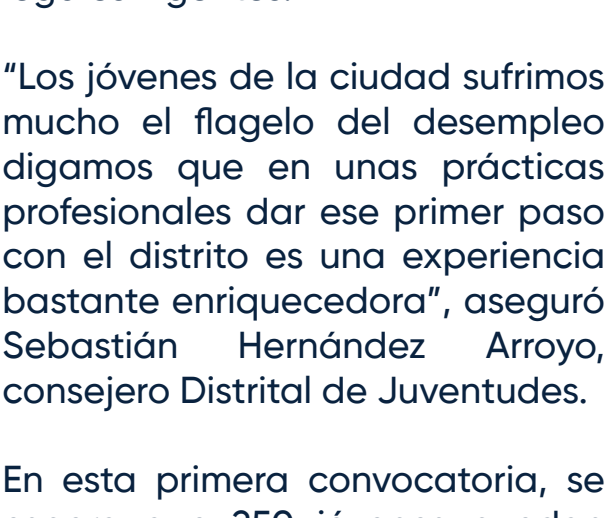 “Los jóvenes de la ciudad sufrimos
mucho el flagelo del desempleo
digamos que en unas prácticas
profesionales dar ese primer paso
con el distrito es una experiencia
bastante enriquecedora”, aseguró
Sebastián Hernández Arroyo,
consejero Distrital de Juventudes.
En esta primera convocatoria, se